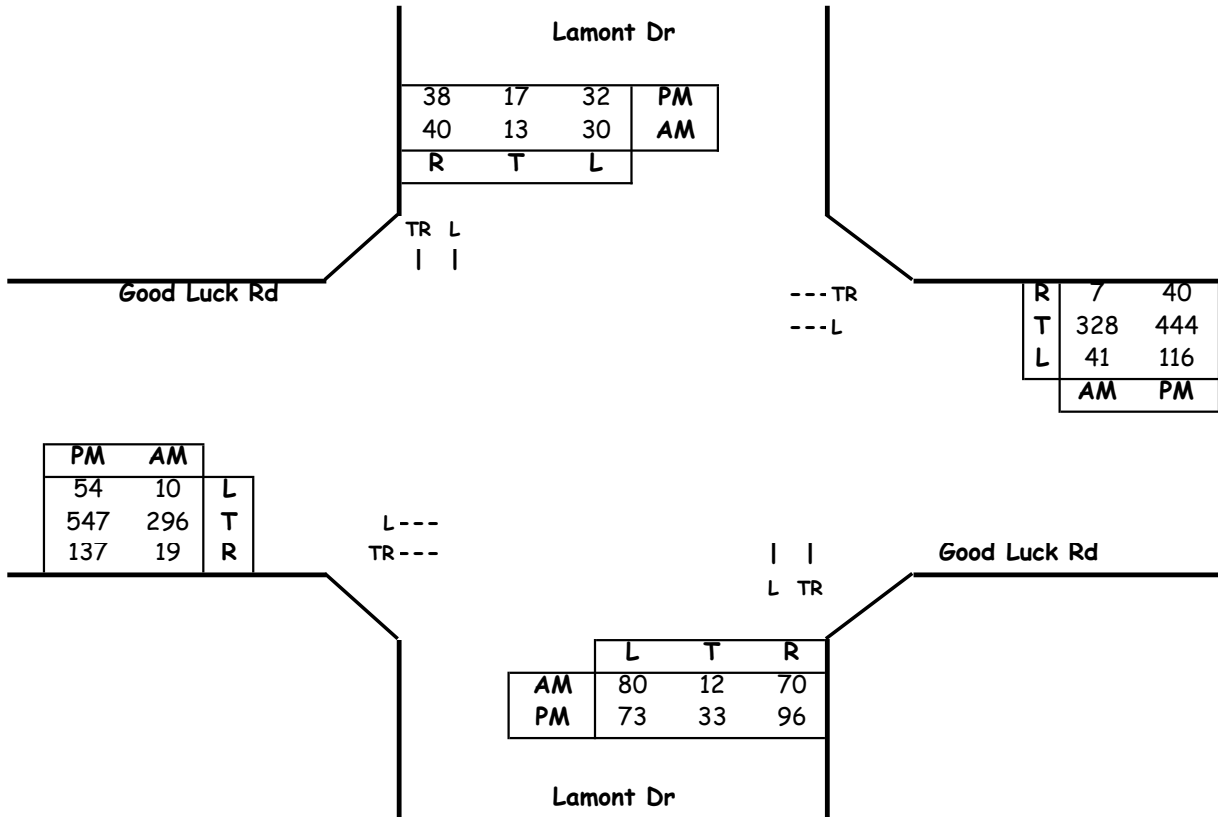 Lamont Dr
38 17 32 PM
40 13 30 AM
R T L
TR L
Good Luck Rd
--- TR
--- L
R 7 40
T 328 444
L 41 116
AM PM
PM AM
54 10 L
547 296 T
137 19 R
L ---
TR ---
Good Luck Rd
L TR
L T R
AM 80 12 70
PM 73 33 96
Lamont Dr